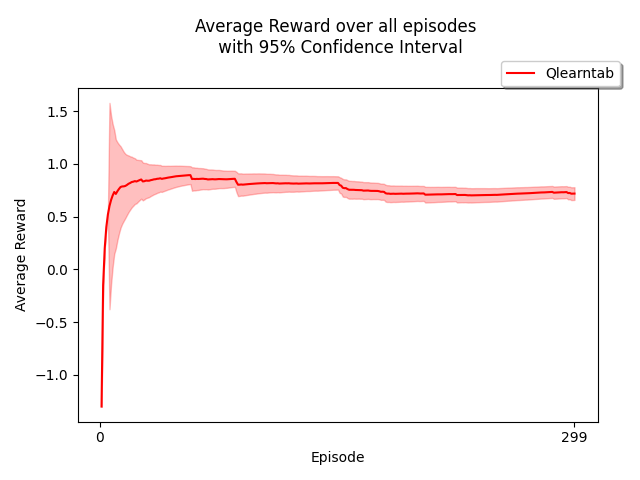 Average Reward over all episodes
with 95% Confidence Interval
Qlearntab
1.5
1.0
0.5
0.0
−0.5
−1.0
Average Reward
0
299
Episode